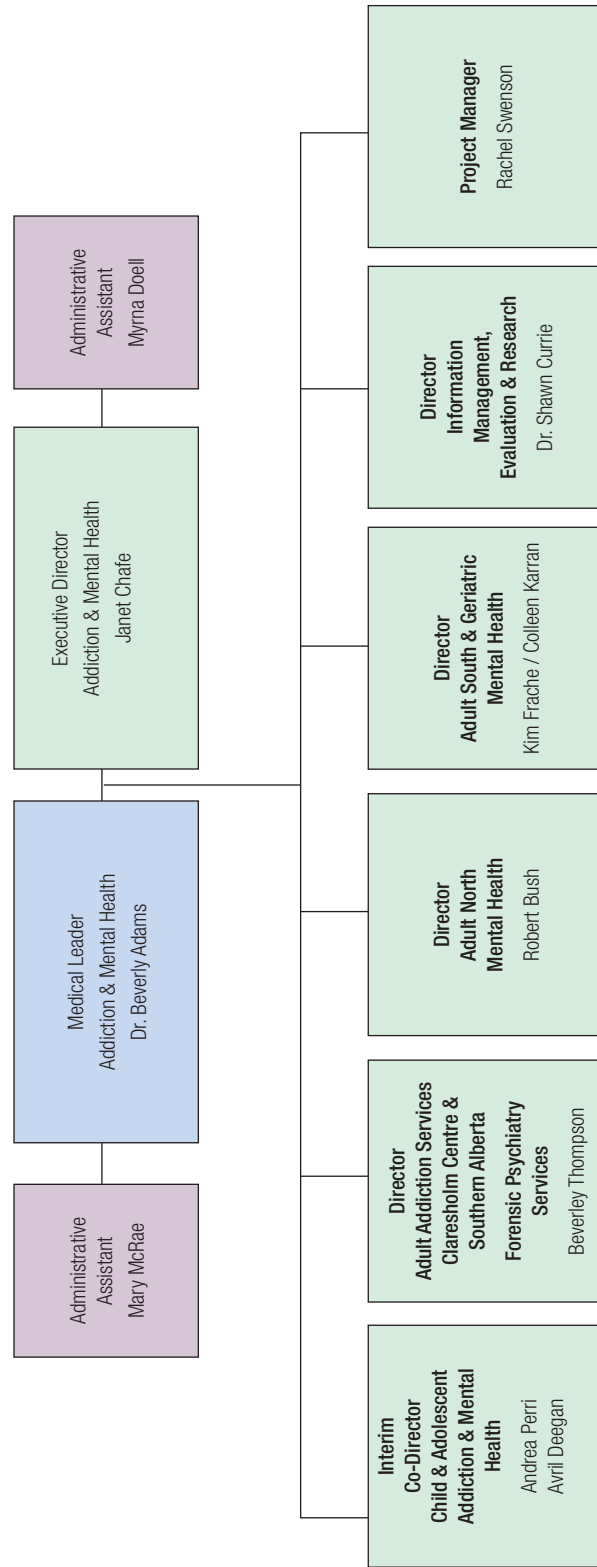 Administrative
Assistant
Mary McRae
Medical Leader
Addiction & Mental Health
Dr. Beverly Adams
Executive Director
Addiction & Mental Health
Janet Chafe
Administrative
Assistant
Myrna Doell
Interim
Co-Director
Child & Adolescent
Addiction & Mental
Health
Andrea Perri
Avril Deegan
Director
Adult Addiction Services
Claresholm Centre &
Southern Alberta
Forensic Psychiatry
Services
Beverley Thompson
Director
Adult North
Mental Health
Robert Bush
Director
Adult South & Geriatric
Mental Health
Kim Frache / Colleen Karran
Director
Information
Management,
Evaluation & Research
Dr. Shawn Currie
Project Manager
Rachel Swenson